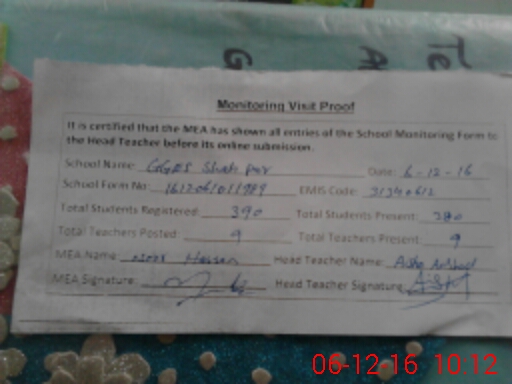 Te
A
G
Monitoring Visit Proof
It is certified that the MEA has shown all entries of the School Monitoring Form to
the Head Teacher before its online submission.
School Name: GGES Shah pur Date: 6-12-16
School Form No: EMIS Code:
Total Students Registered: 390 Total Students Present: 380
Total Teachers Posted: 9 Total Teachers Present: 9
MEA Name Hassan Head Teacher Name:
MEA Signature: Head Teacher Signature
06-12-16 10:12